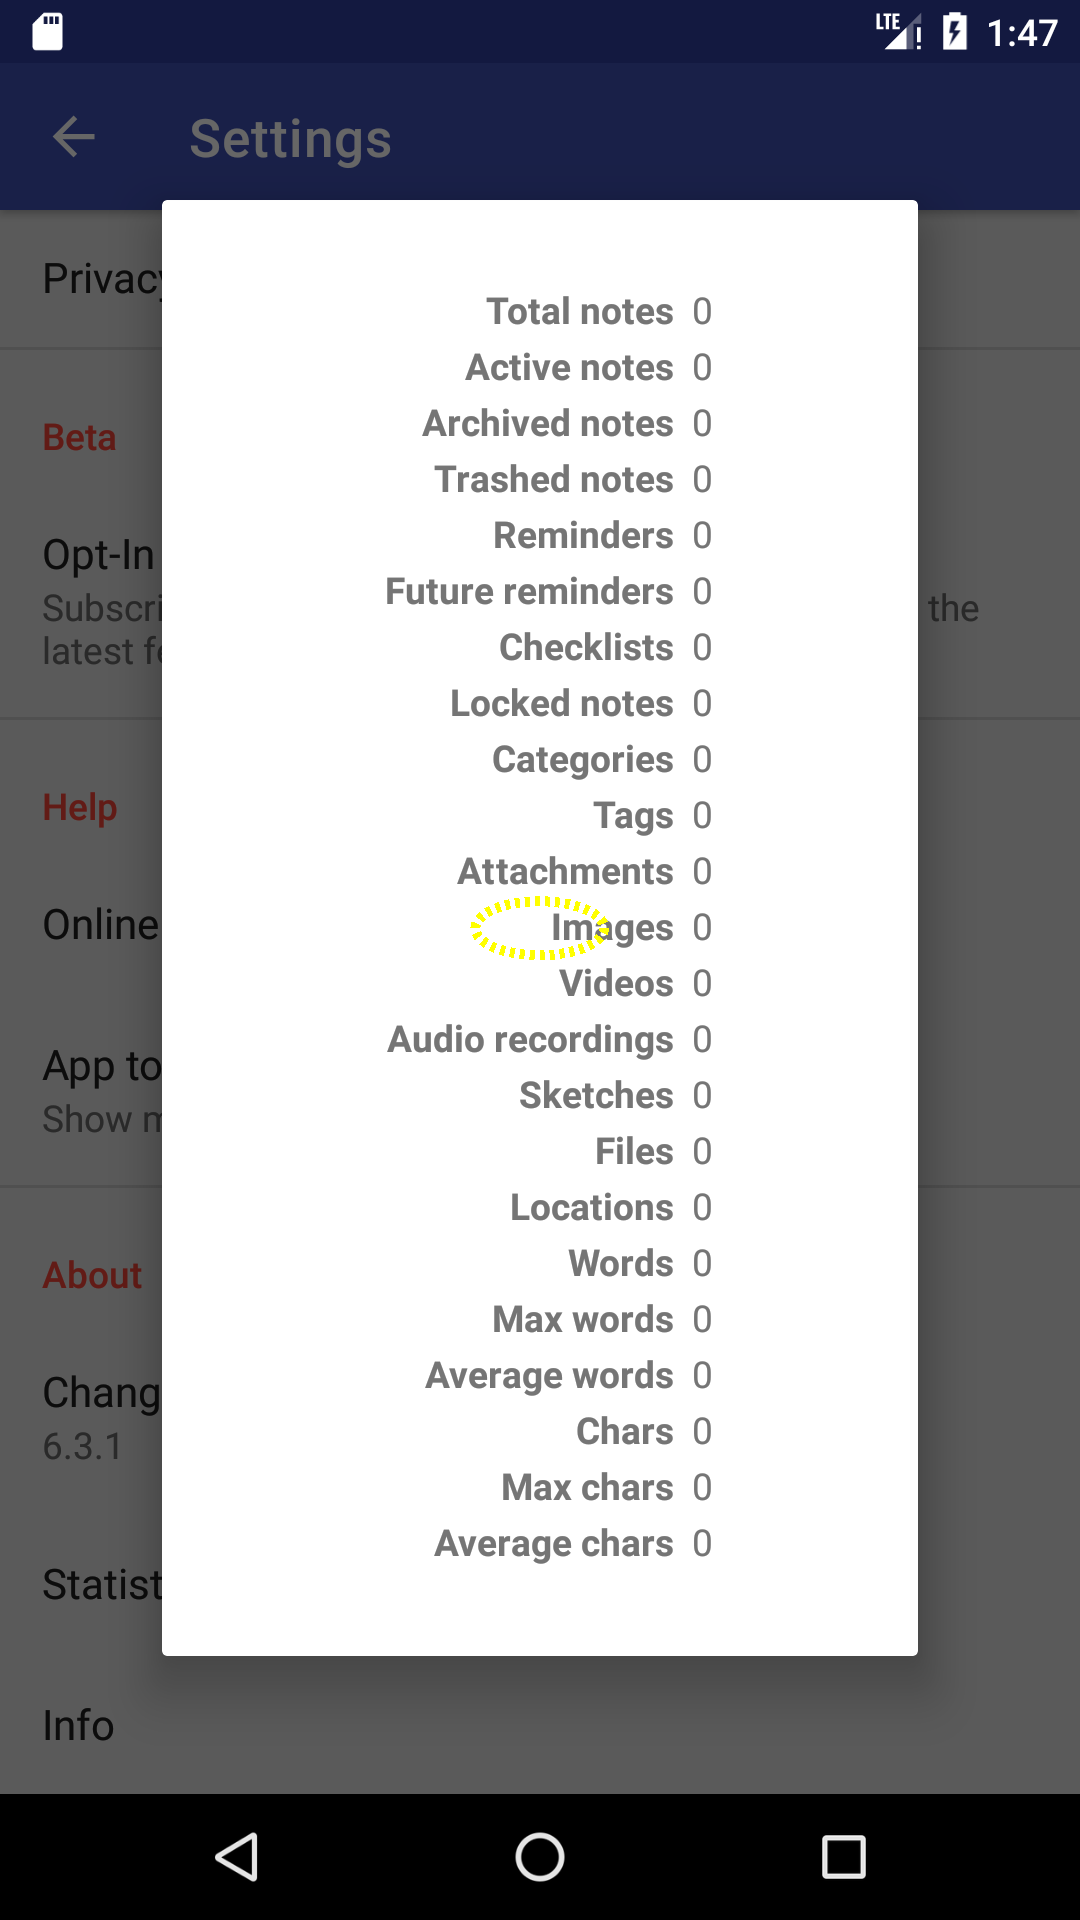 LTE 1:47
Settings
Privacy
Total notes 0
Active notes 0
Archived notes 0
Beta
Trashed notes 0
Reminders 0
Opt-In
Future reminders 0
Subscri the
latest fe
Checklists 0
Locked notes 0
Categories 0
Help
Tags 0
Attachments 0
Online
Images 0
Videos 0
Audio recordings 0
App to
Sketches 0
Show m
Files 0
Locations 0
Words 0
About
Max words 0
Average words 0
Chang
Chars 0
6.3.1
Max chars 0
Average chars 0
Statist
Info